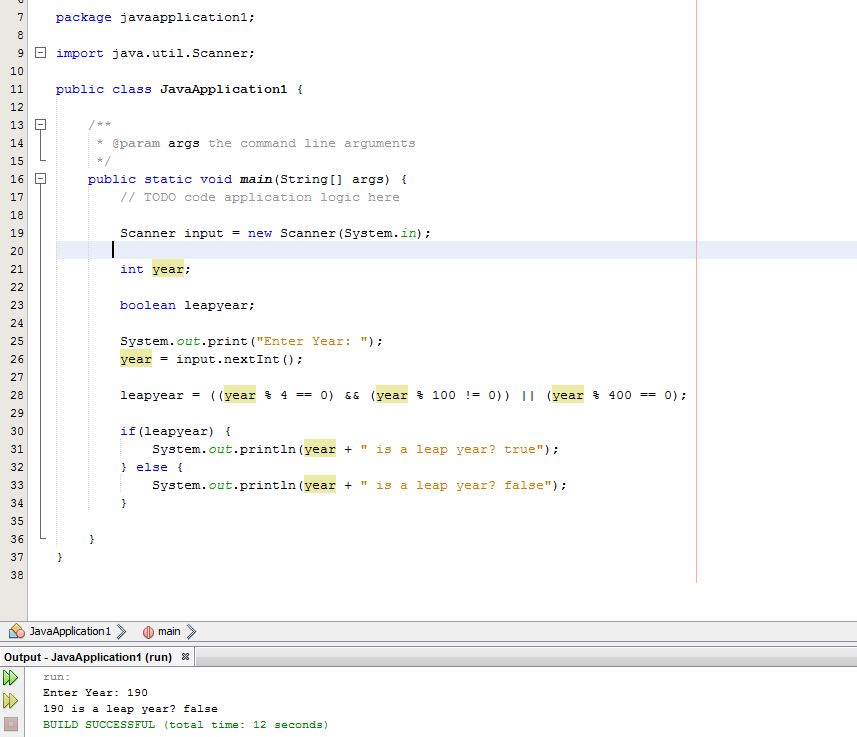 7 package javaapplication1;
8
9 import java.util.Scanner;
10
11 public class JavaApplication1 {
12
13 /**
14 * @param args the command line arguments
15 */
16 public static void main(String[] args) {
17 // TODO code application logic here
18
19 Scanner input = new Scanner(System.in);
20
21 int year;
22
23 boolean leapyear;
24
25 System.out.print("Enter Year: ");
26 year = input.nextInt();
27
28 leapyear = ((year % 4 == 0) && (year % 100 != 0)) || (year % 400 == 0);
29
30 if(leapyear) {
31 System.out.println(year + " is a leap year? true");
32 } else {
33 System.out.println(year + " is a leap year? false");
34 }
35
36 }
37 }
38
JavaApplication1 main
Output - JavaApplication1 (run)
run:
Enter Year: 190
190 is a leap year? false
BUILD SUCCESSFUL (total time: 12 seconds)